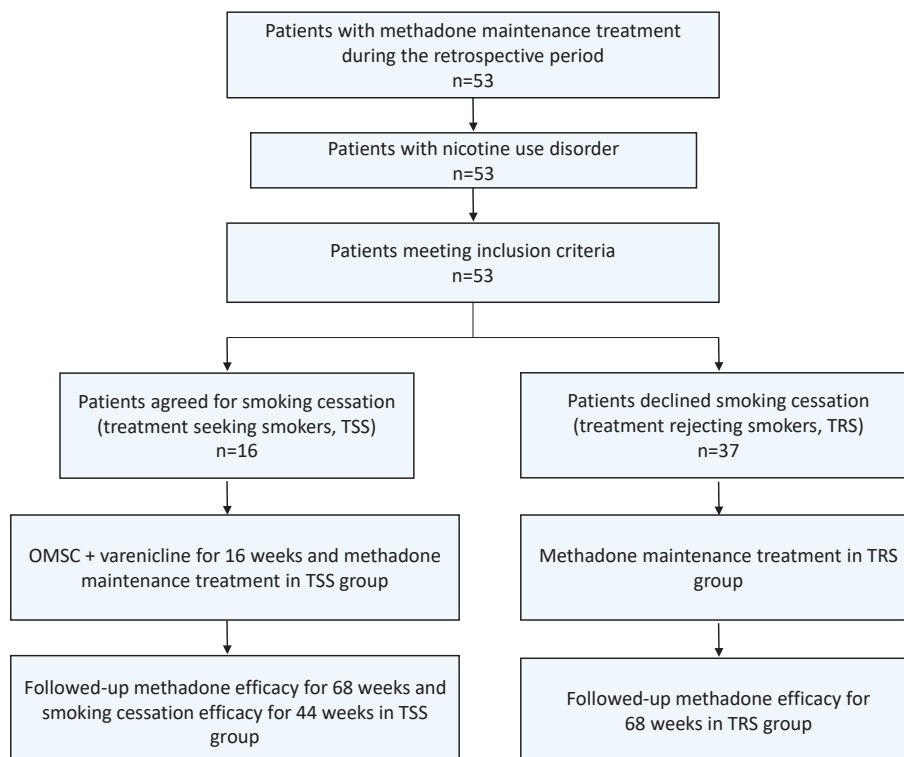 Patients with methadone maintenance treatment
during the retrospective period
n=53
Patients with nicotine use disorder
n=53
Patients meeting inclusion criteria
n=53
Patients agreed for smoking cessation
(treatment seeking smokers, TSS)
n=16
Patients declined smoking cessation
(treatment rejecting smokers, TRS)
n=37
OMSC + varenicline for 16 weeks and methadone
maintenance treatment in TSS group
Methadone maintenance treatment in TRS
group
Followed-up methadone efficacy for 68 weeks and
smoking cessation efficacy for 44 weeks in TSS
group
Followed-up methadone efficacy for
68 weeks in TRS group